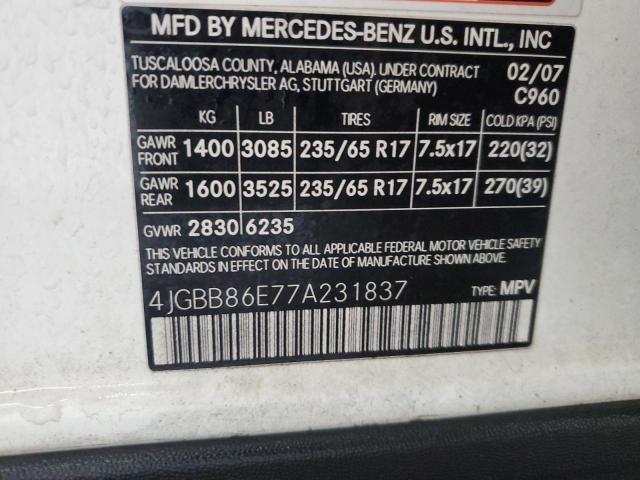 MFD BY MERCEDES-BENZ U.S. INTL., INC
TUSCALOOSA COUNTY, ALABAMA (USA). UNDER CONTRACT 02/07
FOR DAIMLERCHRYSLER AG, STUTTGART (GERMANY) C960
KG LB TIRES RIM SIZE COLD KPA (PSI)
GAWR FRONT 1400 3085 235/65 R17 7.5x17 220(32)
GAWR REAR 1600 3525 235/65 R17 7.5x17 270(39)
GVWR 2830 6235
THIS VEHICLE CONFORMS TO ALL APPLICABLE FEDERAL MOTOR VEHICLE SAFETY
STANDARDS IN EFFECT ON THE DATE OF MANUFACTURE SHOWN ABOVE.
4JGBB86E77A231837 TYPE: MPV